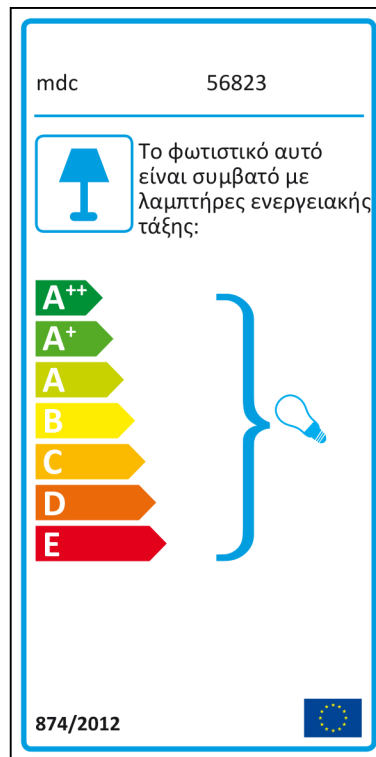 mdc 56823
Το φωτιστικό αυτό
είναι συμβατό με
λαμπτήρες ενεργειακής
τάξης:
A++
A+
A
B
C
D
E
874/2012